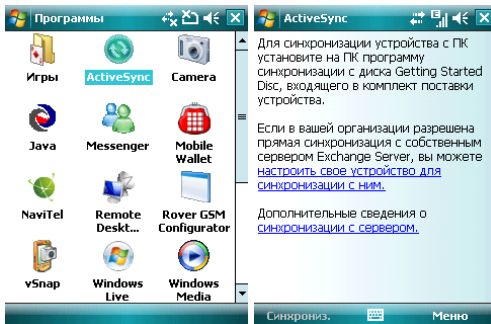 Программы
Игры
ActiveSync
Camera
Java
Messenger
Mobile
Wallet
NaviTel
Remote
Deskt...
Rover GSM
Configurator
vSnap
Windows
Live
Windows
Media
ActiveSync
Для синхронизации устройства с ПК
установите на ПК программу
синхронизации с диска Getting Started
Disc, входящего в комплект поставки
устройства.
Если в вашей организации разрешена
прямая синхронизация с собственным
сервером Exchange Server, вы можете
настроить свое устройство для
синхронизации с ним.
Дополнительные сведения о
синхронизации с сервером.
Синхрониз.
Меню